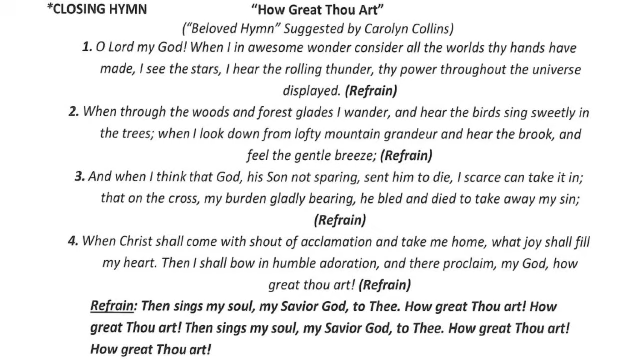 *CLOSING HYMN “How Great Thou Art”
(“Beloved Hymn” Suggested by Carolyn Collins)
1. O Lord my God! When I in awesome wonder consider all the worlds thy hands have
made, I see the stars, I hear the rolling thunder, thy power throughout the universe
displayed. (Refrain)
2. When through the woods and forest glades I wander, and hear the birds sing sweetly in
the trees; when I look down from lofty mountain grandeur and hear the brook, and
feel the gentle breeze; (Refrain)
3. And when I think that God, his Son not sparing, sent him to die, I scarce can take it in;
that on the cross, my burden gladly bearing, he bled and died to take away my sin;
(Refrain)
4. When Christ shall come with shout of acclamation and take me home, what joy shall fill
my heart. Then I shall bow in humble adoration, and there proclaim, my God, how
great thou art! (Refrain)
Refrain: Then sings my soul, my Savior God, to Thee. How great Thou art! How
great Thou art! Then sings my soul, my Savior God, to Thee. How great Thou art!
How great Thou art!